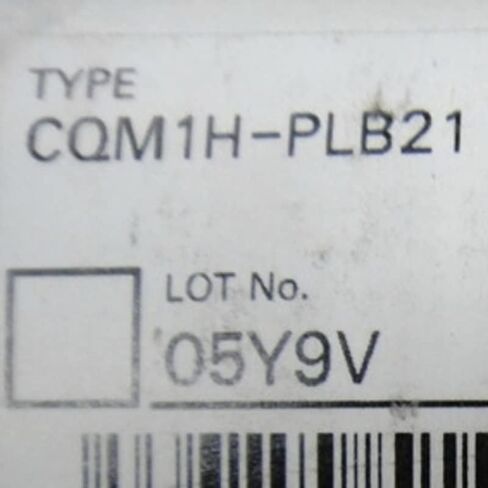 TYPE
CQM1H-PLB21
LOT No.
05Y9V